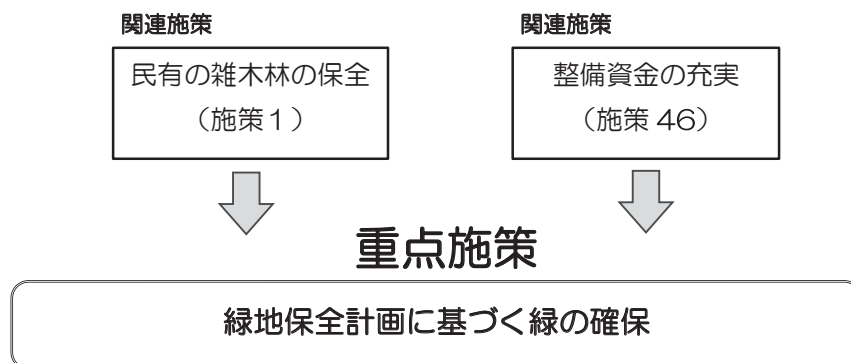 関連施策
民有の雑木林の保全
（施策１）
関連施策
整備資金の充実
（施策 46）
重点施策
緑地保全計画に基づく緑の確保